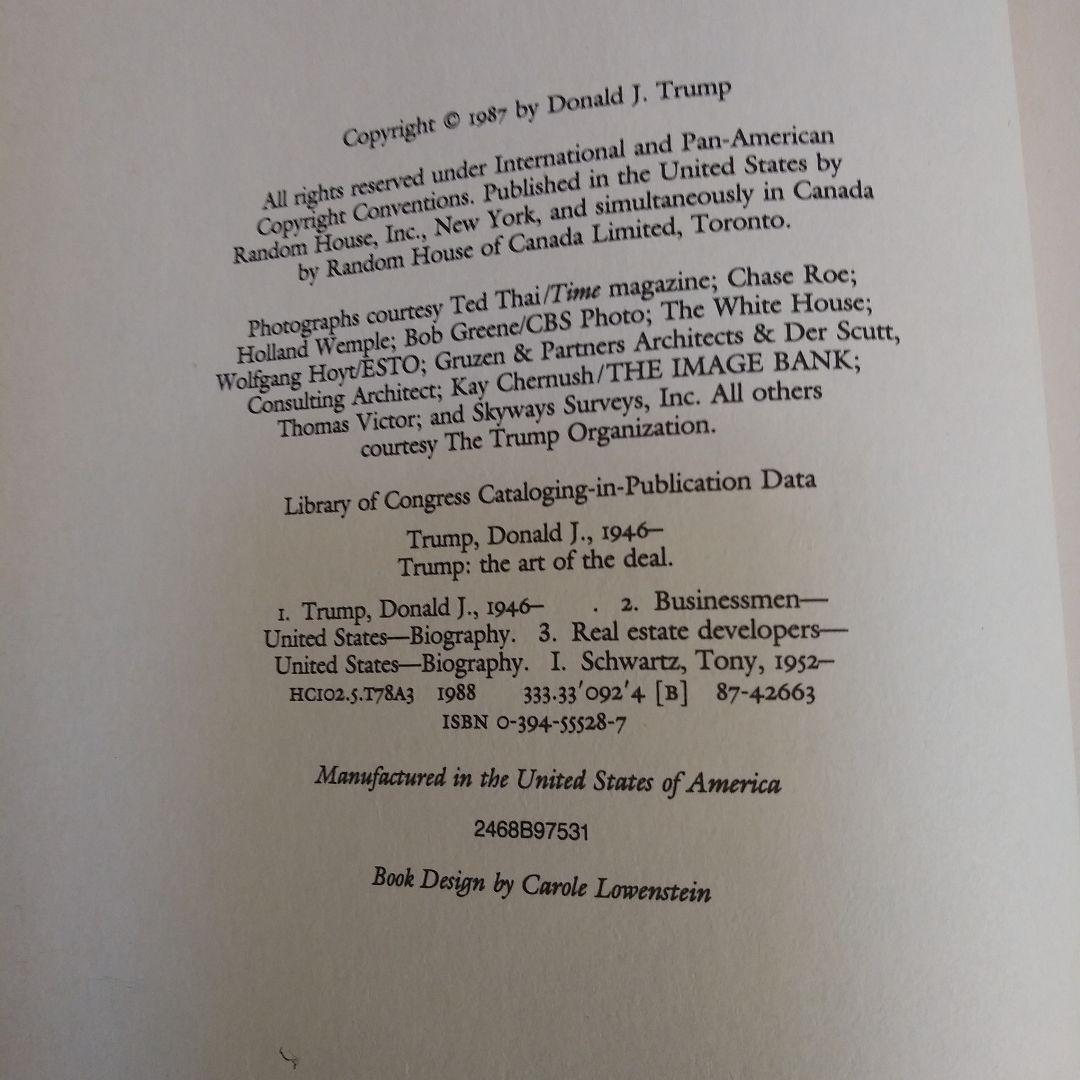 Copyright © 1987 by Donald J. Trump
All rights reserved under International and Pan-American
Copyright Conventions. Published in the United States by
Random House, Inc., New York, and simultaneously in Canada
by Random House of Canada Limited, Toronto.
Photographs courtesy Ted Thai/Time magazine; Chase Roe;
Holland Wemple; Bob Greene/CBS Photo; The White House;
Wolfgang Hoyt/ESTO; Gruzen & Partners Architects & Der Scutt,
Consulting Architect; Kay Chernush/THE IMAGE BANK;
Thomas Victor; and Skyways Surveys, Inc. All others
courtesy The Trump Organization.
Library of Congress Cataloging-in-Publication Data
Trump, Donald J., 1946–
Trump: the art of the deal.
1. Trump, Donald J., 1946– . 2. Businessmen—
United States—Biography. 3. Real estate developers—
United States—Biography. I. Schwartz, Tony, 1952–
HC102.5.T78A3 1988 333.33'092'4 [B] 87-42663
ISBN 0-394-55528-7
Manufactured in the United States of America
2468B97531
Book Design by Carole Lowenstein